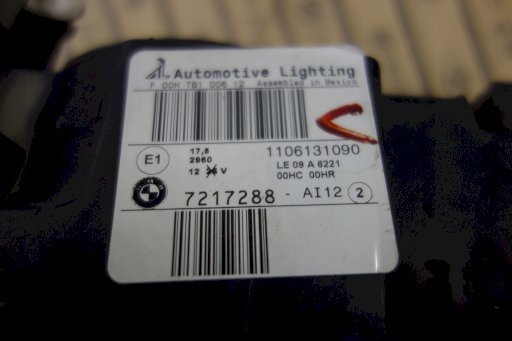 Automotive Lighting
F 00H TB1 006 12 Assembled in Mexico
E1 17,8 1106131090
2960 LE 09 A 6221
12 V 00HC 00HR
7217288 - AI12 2